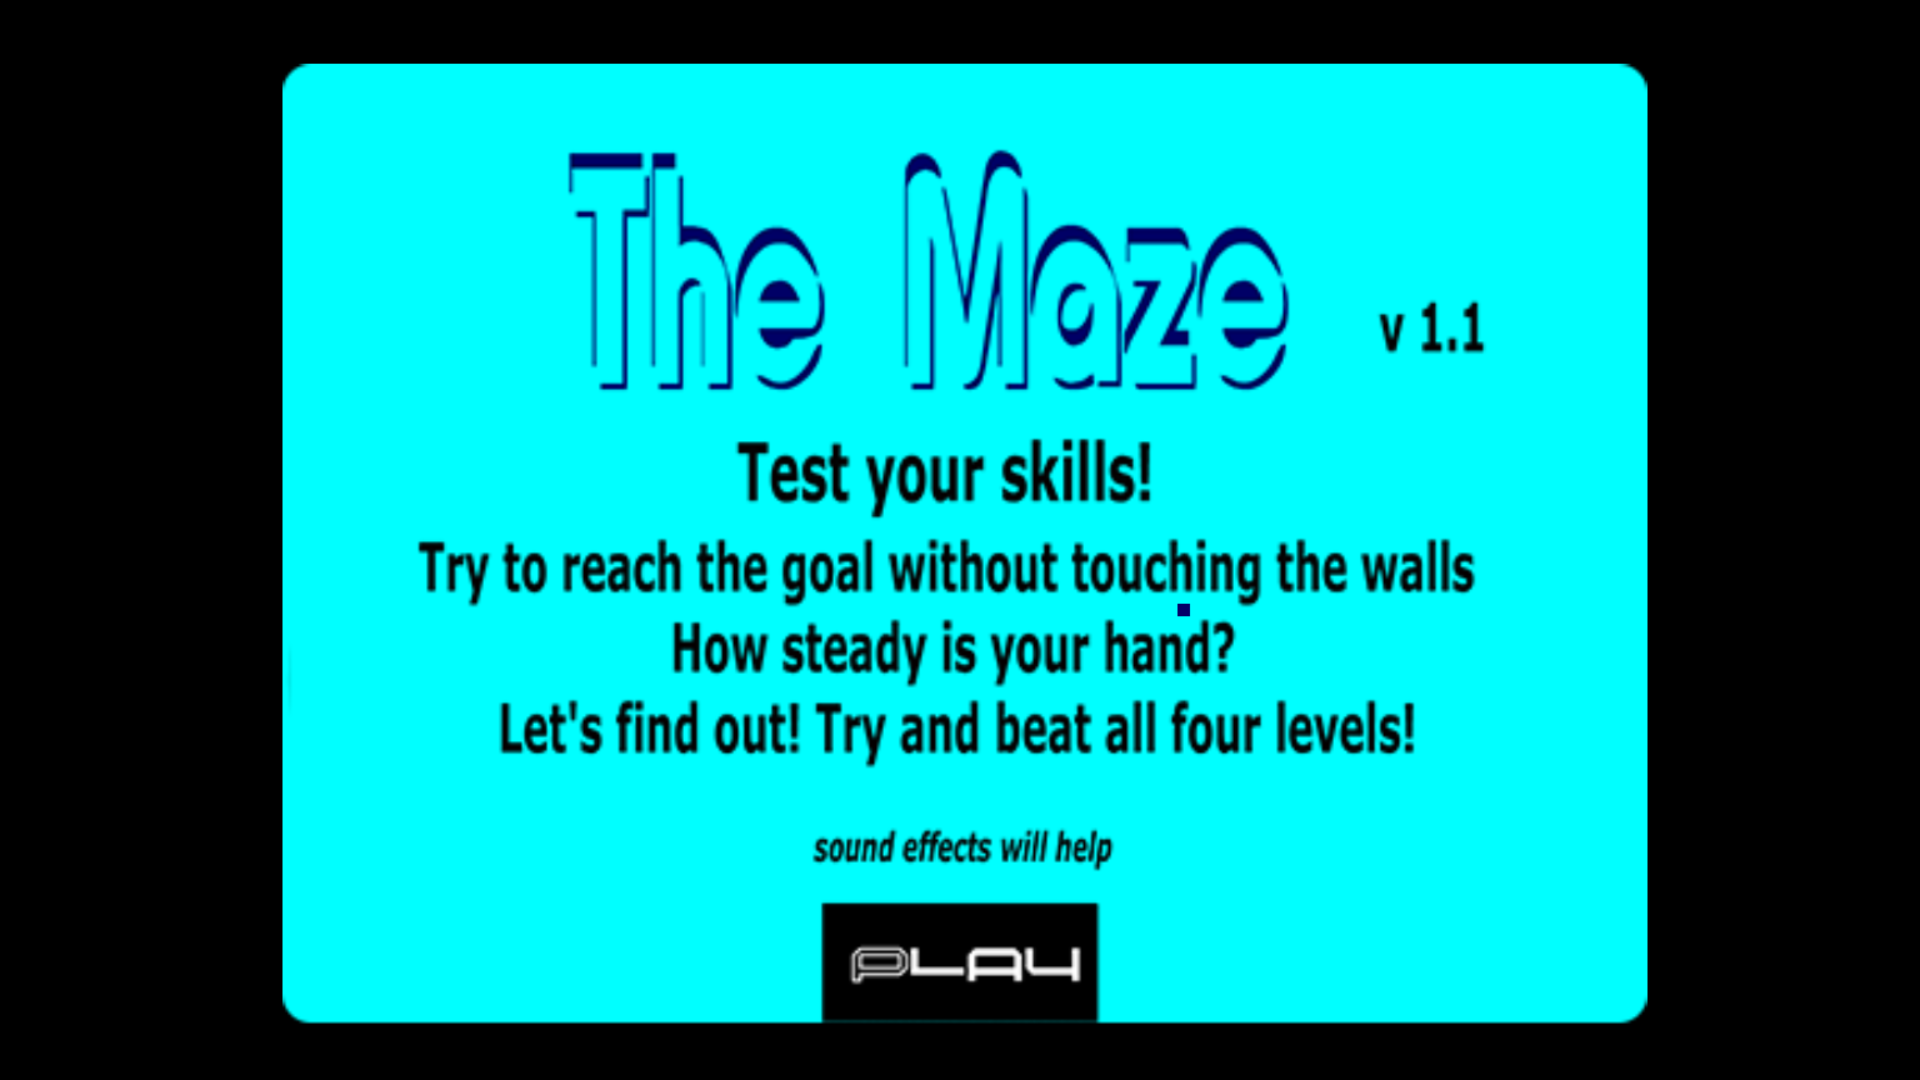 The Maze
v 1.1
Test your skills!
Try to reach the goal without touching the walls
How steady is your hand?
Let's find out! Try and beat all four levels!
sound effects will help
PLAY